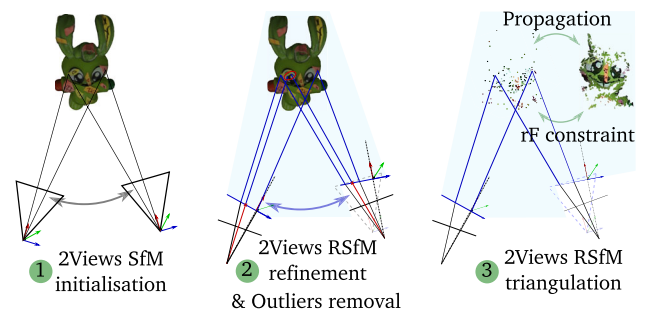 Propagation
rF constraint
1 2Views SfM
initialisation
2 2Views RSfM
refinement
& Outliers removal
3 2Views RSfM
triangulation